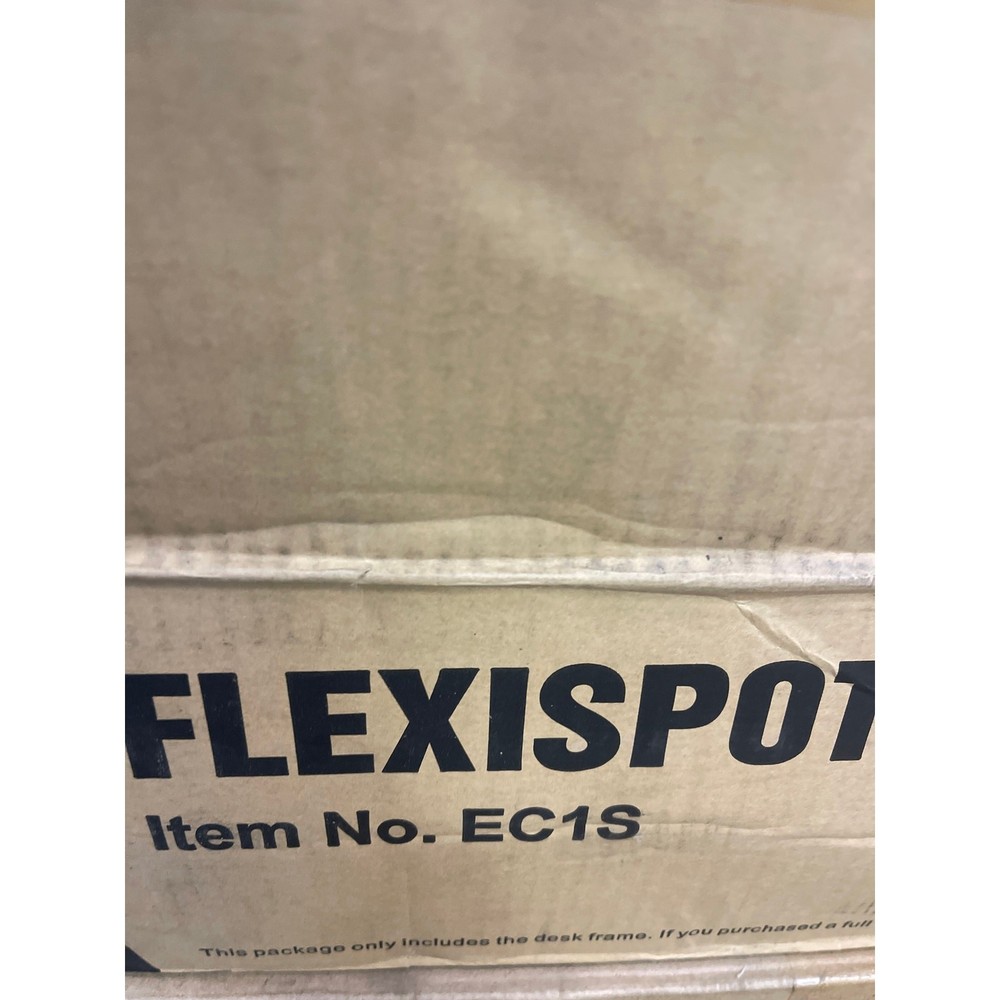 FLEXISPOT
Item No. EC1S
This package only includes the desk frame. If you purchased a full